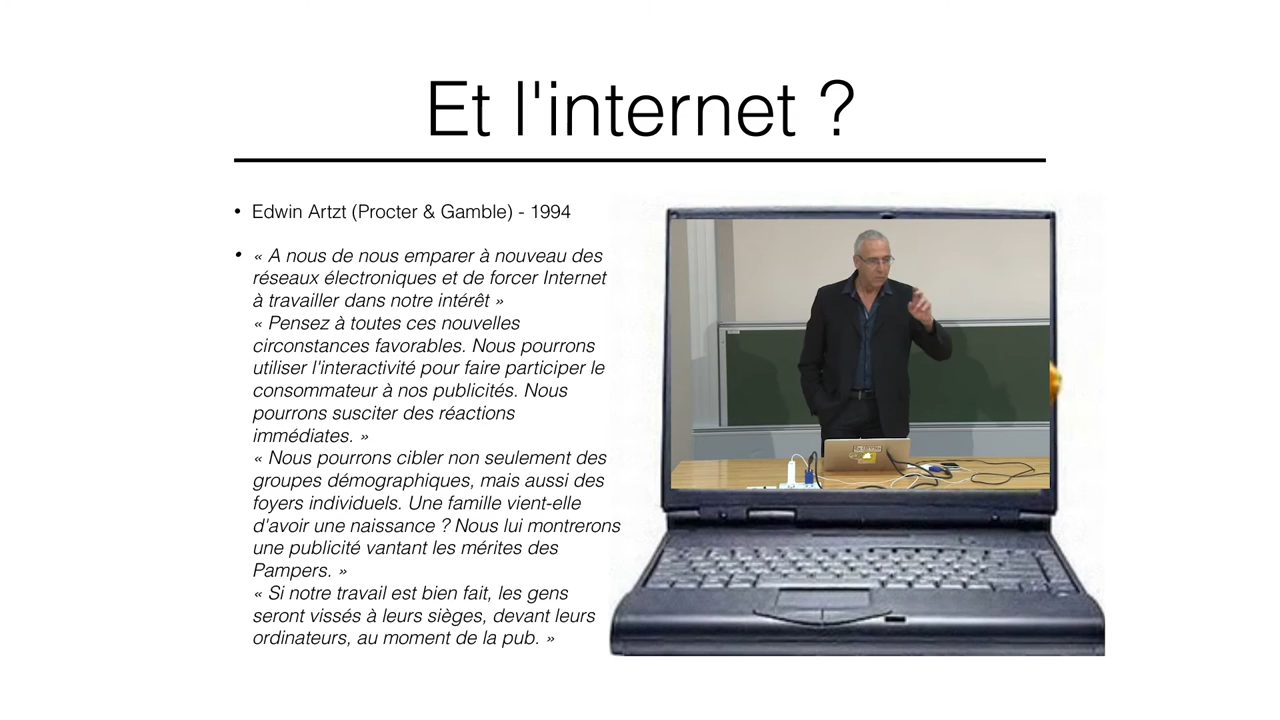 Et l'internet ?
• Edwin Artzt (Procter & Gamble) - 1994
• « A nous de nous emparer à nouveau des
réseaux électroniques et de forcer Internet
à travailler dans notre intérêt »
« Pensez à toutes ces nouvelles
circonstances favorables. Nous pourrons
utiliser l'interactivité pour faire participer le
consommateur à nos publicités. Nous
pourrons susciter des réactions
immédiates. »
« Nous pourrons cibler non seulement des
groupes démographiques, mais aussi des
foyers individuels. Une famille vient-elle
d'avoir une naissance ? Nous lui montrerons
une publicité vantant les mérites des
Pampers. »
« Si notre travail est bien fait, les gens
seront vissés à leurs sièges, devant leurs
ordinateurs, au moment de la pub. »